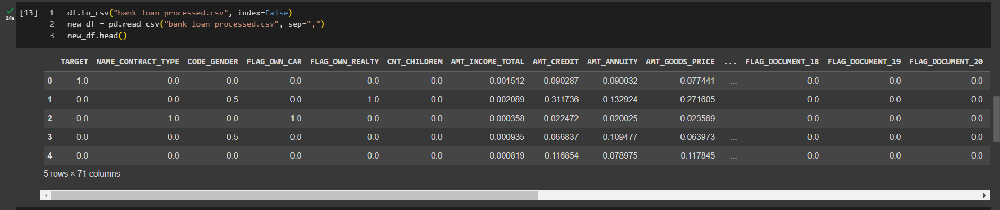 [13] 1 df.to_csv("bank-loan-processed.csv", index=False)
24s 2 new_df = pd.read_csv("bank-loan-processed.csv", sep=",")
3 new_df.head()
TARGET NAME_CONTRACT_TYPE CODE_GENDER FLAG_OWN_CAR FLAG_OWN_REALTY CNT_CHILDREN AMT_INCOME_TOTAL AMT_CREDIT AMT_ANNUITY AMT_GOODS_PRICE ... FLAG_DOCUMENT_18 FLAG_DOCUMENT_19 FLAG_DOCUMENT_20
0 1.0 0.0 0.0 0.0 0.0 0.0 0.001512 0.090287 0.090032 0.077441 ... 0.0 0.0 0.0
1 0.0 0.0 0.5 0.0 1.0 0.0 0.002089 0.311736 0.132924 0.271605 ... 0.0 0.0 0.0
2 0.0 1.0 0.0 1.0 0.0 0.0 0.000358 0.022472 0.020025 0.023569 ... 0.0 0.0 0.0
3 0.0 0.0 0.5 0.0 0.0 0.0 0.000935 0.066837 0.109477 0.063973 ... 0.0 0.0 0.0
4 0.0 0.0 0.0 0.0 0.0 0.0 0.000819 0.116854 0.078975 0.117845 ... 0.0 0.0 0.0
5 rows × 71 columns